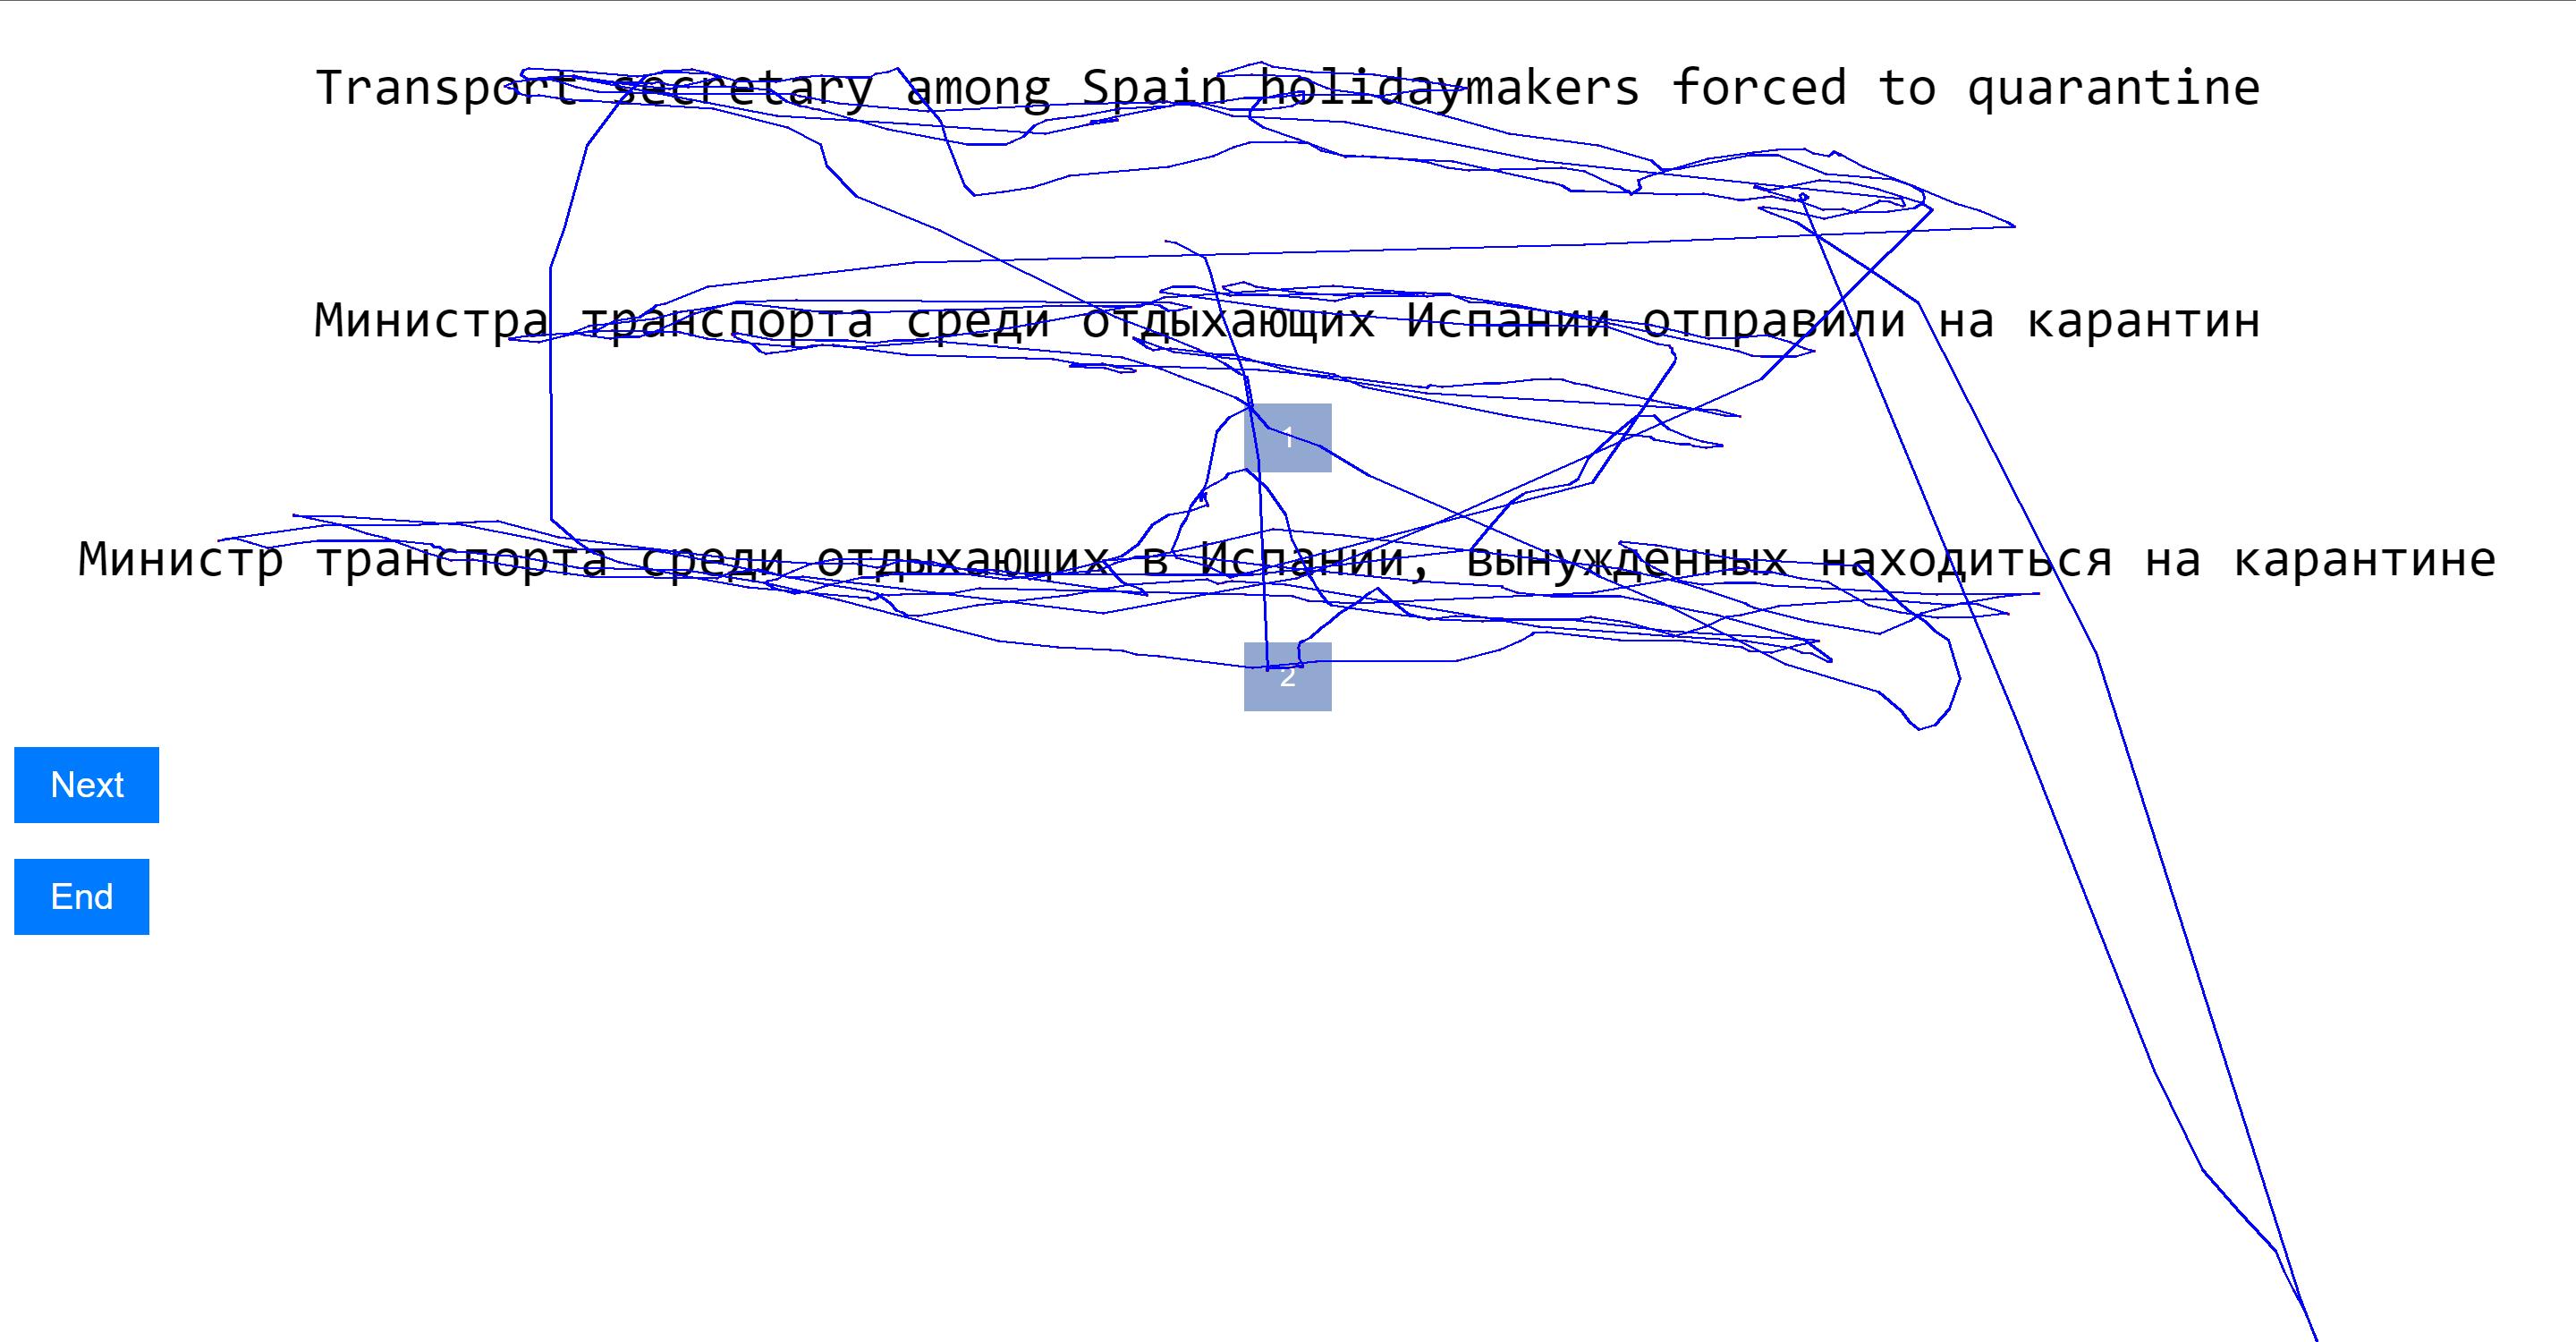 Transport secretary among Spain holidaymakers forced to quarantine
Министра транспорта среди отдыхающих Испании отправили на карантин
1
Министр транспорта среди отдыхающих в Испании, вынужденных находиться на карантине
2
Next
End